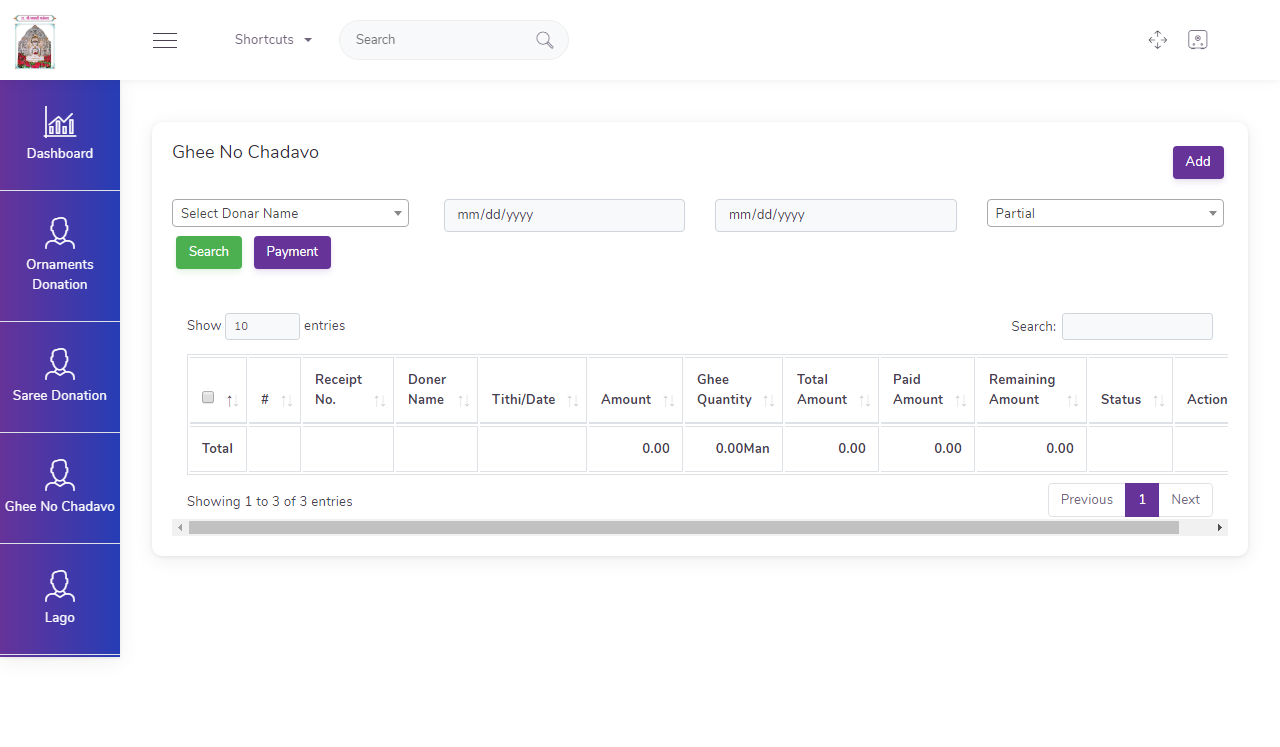 Shortcuts
Search
Dashboard
Ornaments
Donation
Saree Donation
Ghee No Chadavo
Lago
Ghee No Chadavo
Add
Select Donar Name
mm/dd/yyyy
mm/dd/yyyy
Partial
Search
Payment
Show 10 entries
Search:
#
Receipt No.
Doner Name
Tithi/Date
Amount
Ghee Quantity
Total Amount
Paid Amount
Remaining Amount
Status
Action
Total 0.00 0.00Man 0.00 0.00 0.00
Showing 1 to 3 of 3 entries
Previous 1 Next